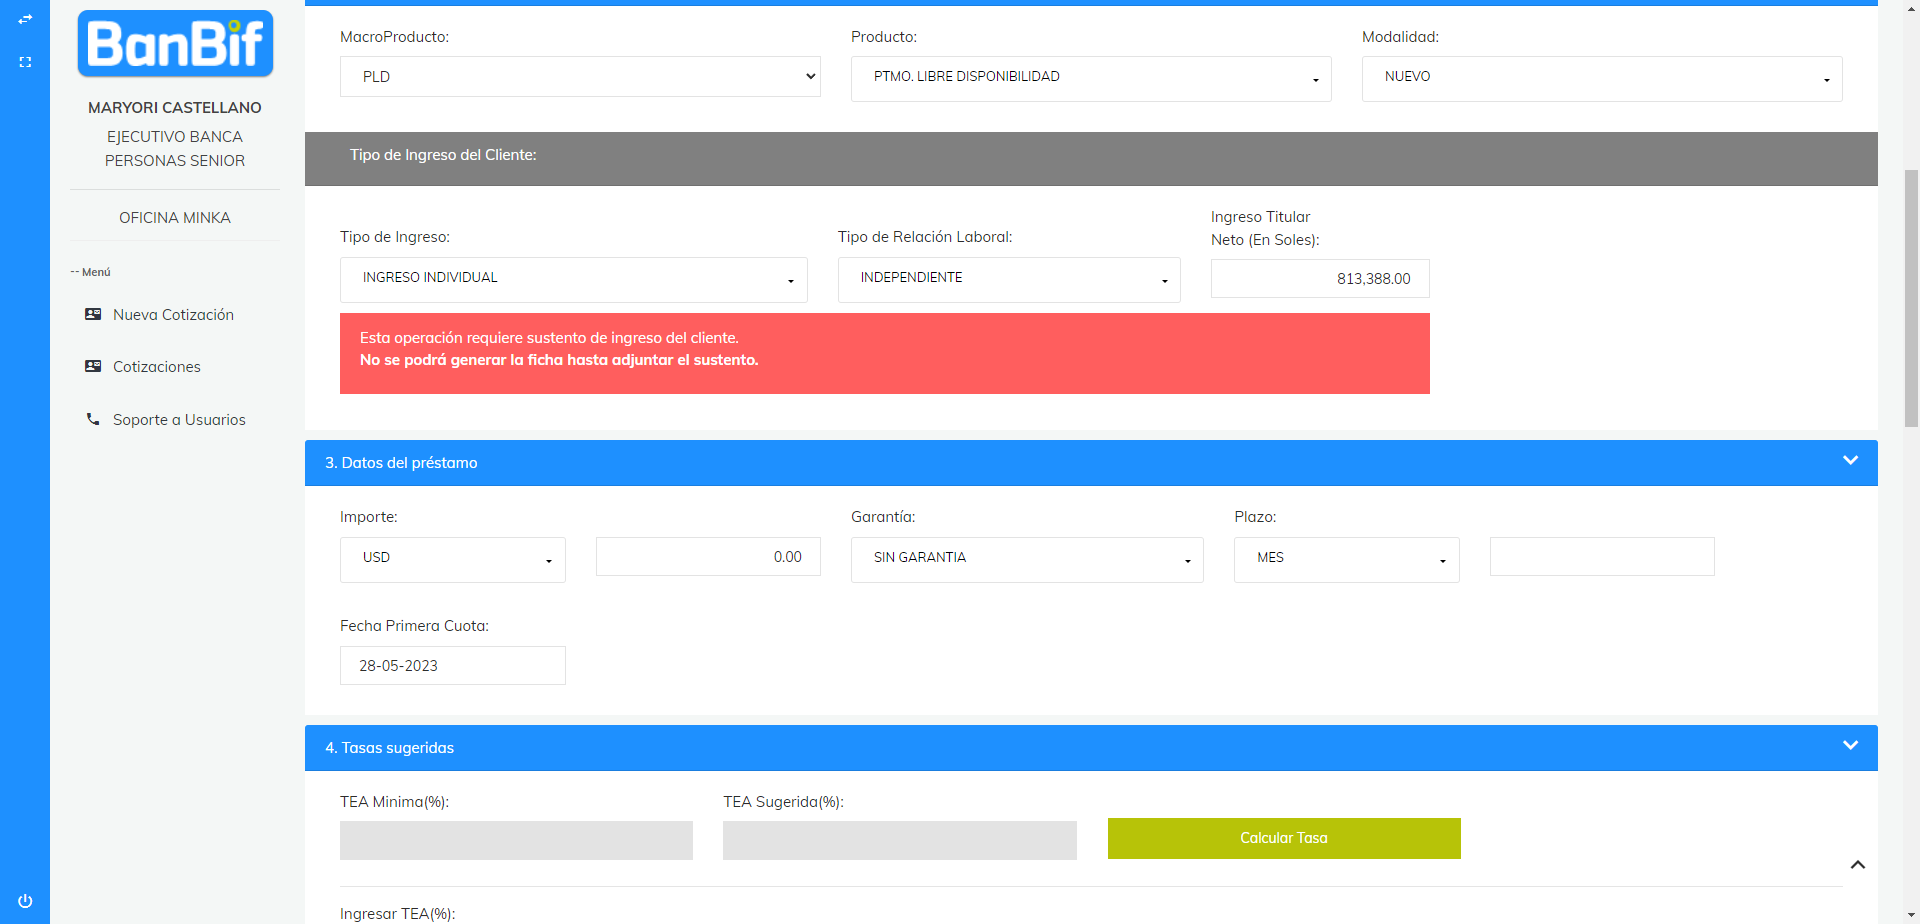 BanBif
MARYORI CASTELLANO
EJECUTIVO BANCA
PERSONAS SENIOR
OFICINA MINKA
-- Menú
Nueva Cotización
Cotizaciones
Soporte a Usuarios
MacroProducto:
Producto:
Modalidad:
PLD
PTMO. LIBRE DISPONIBILIDAD
NUEVO
Tipo de Ingreso del Cliente:
Tipo de Ingreso:
Tipo de Relación Laboral:
Ingreso Titular
Neto (En Soles):
INGRESO INDIVIDUAL
INDEPENDIENTE
813,388.00
Esta operación requiere sustento de ingreso del cliente.
No se podrá generar la ficha hasta adjuntar el sustento.
3. Datos del préstamo
Importe:
Garantía:
Plazo:
USD
0.00
SIN GARANTIA
MES
Fecha Primera Cuota:
28-05-2023
4. Tasas sugeridas
TEA Minima(%):
TEA Sugerida(%):
Calcular Tasa
Ingresar TEA(%):